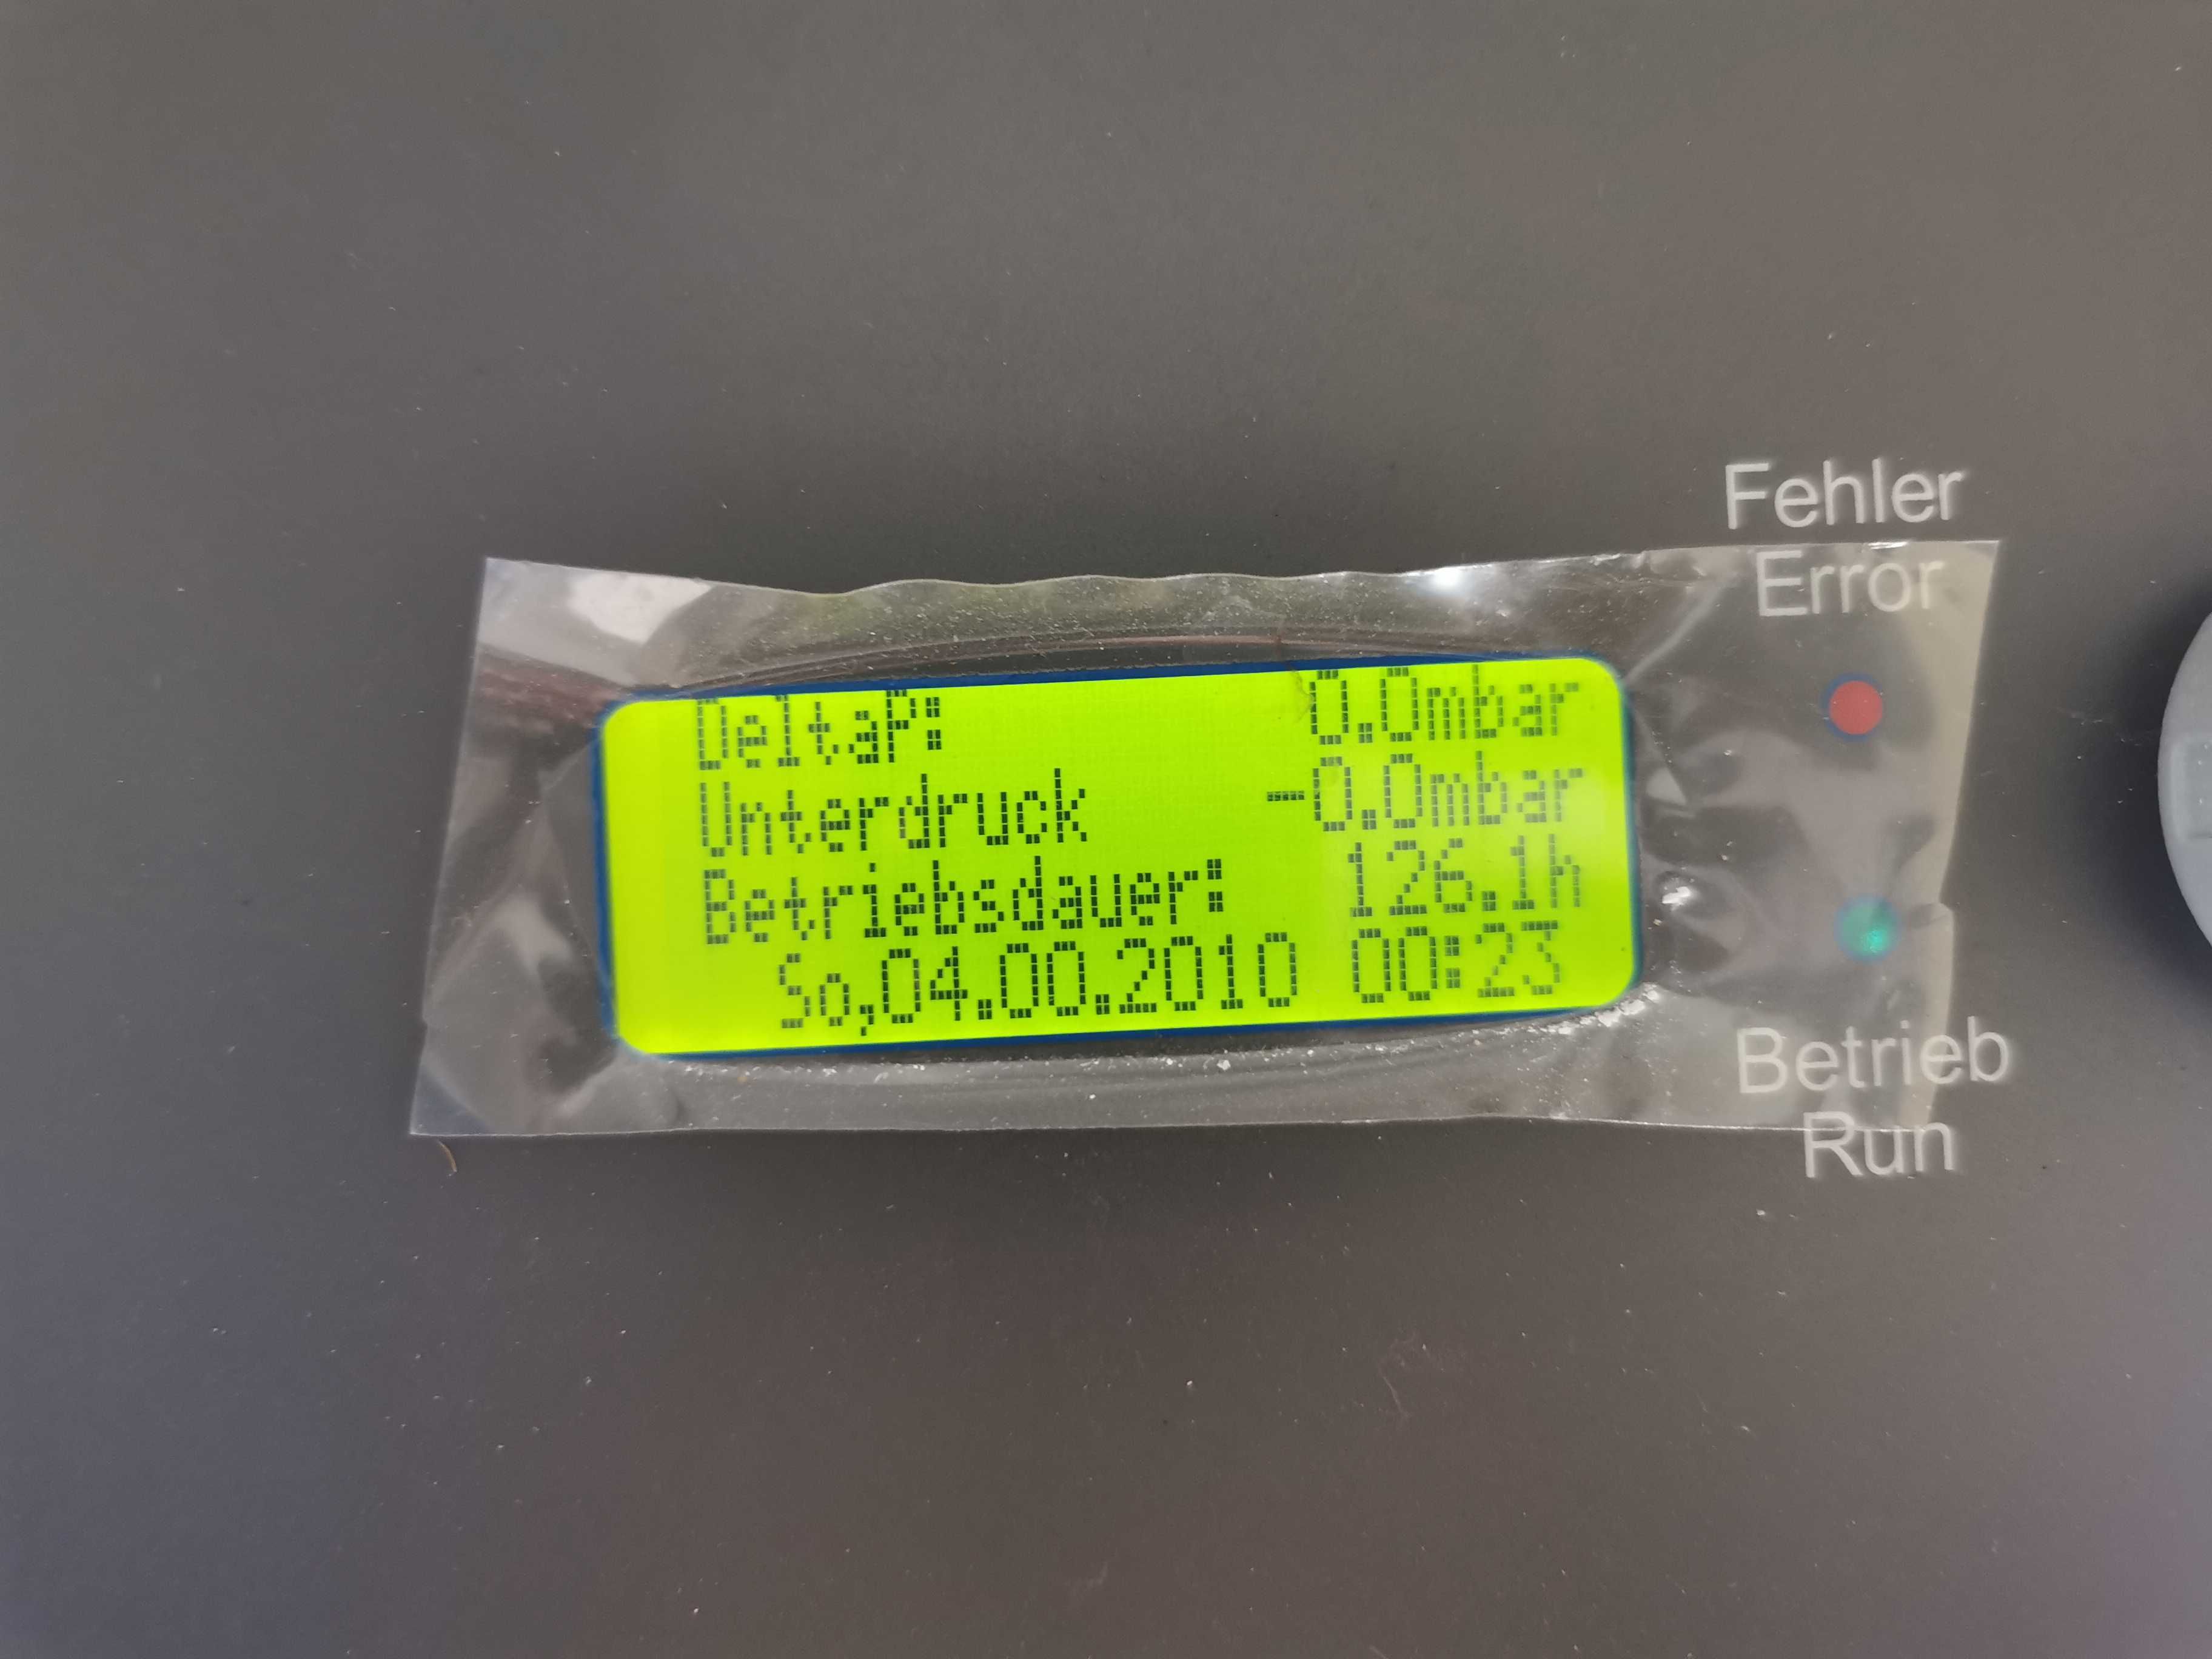 Fehler
Error
DeltaP: 0.0mbar
Unterdruck -0.0mbar
Betriebsdauer: 126.1h
So,04.00.2010 00:23
Betrieb
Run